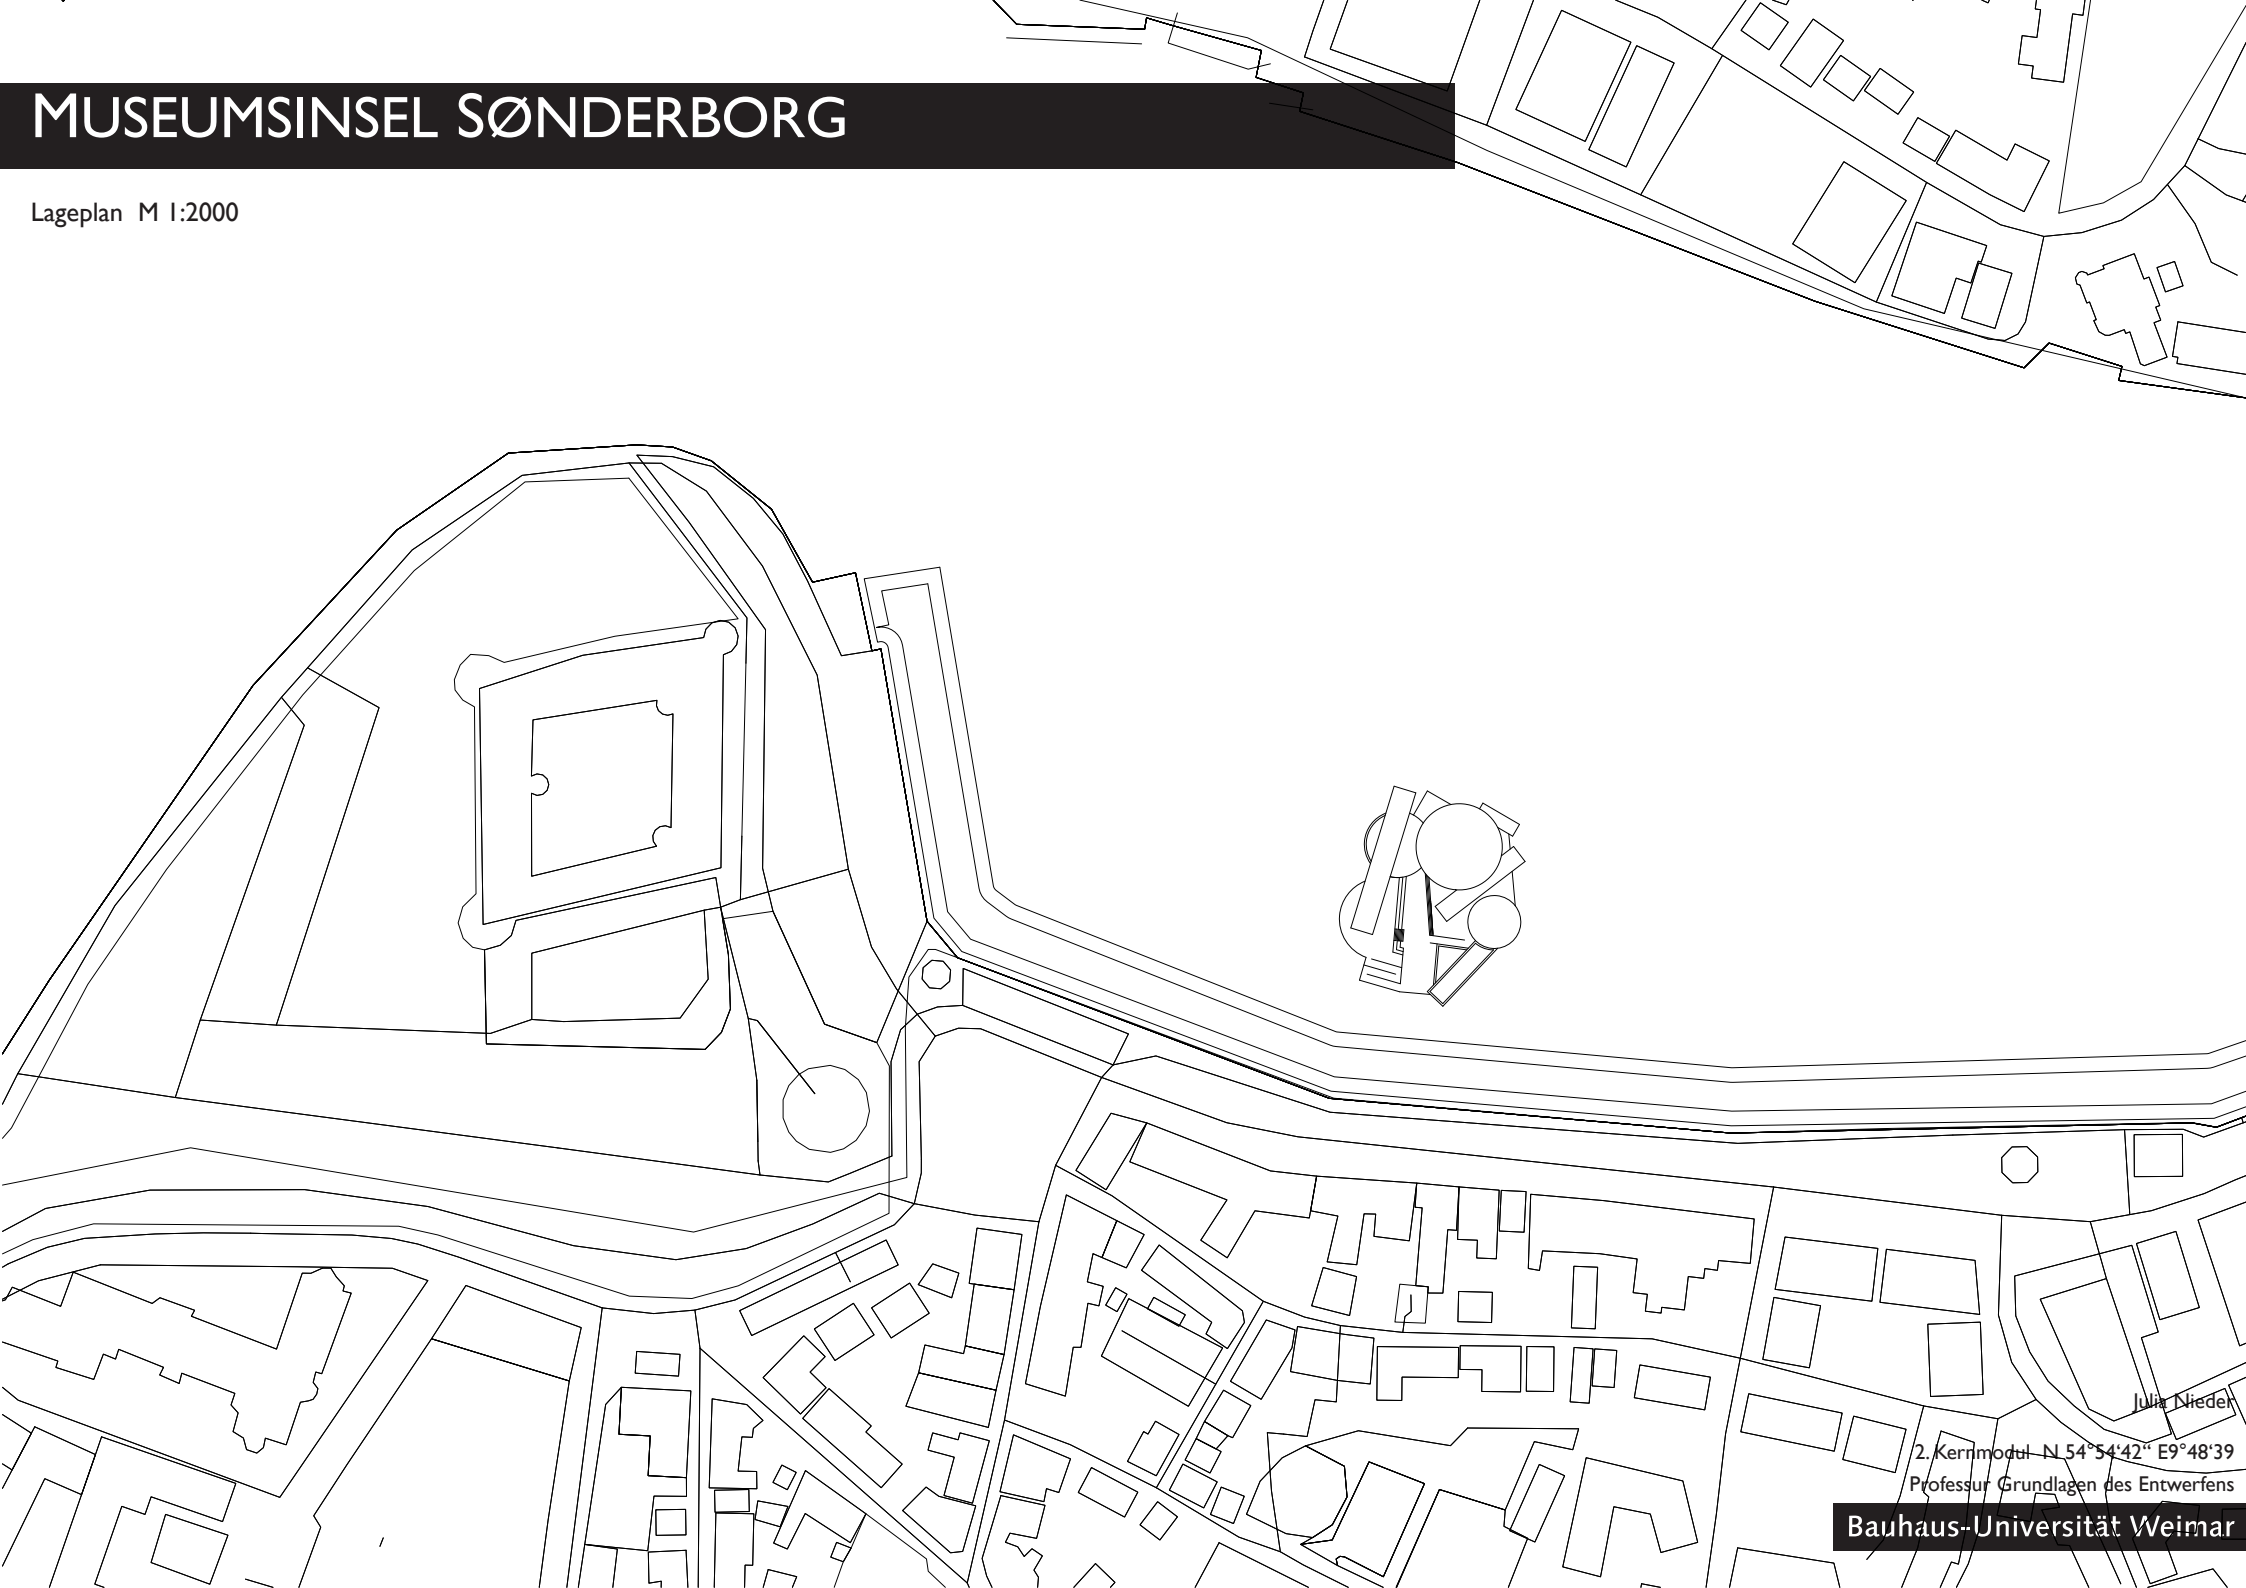 MUSEUMSINSEL SØNDERBORG
Lageplan M 1:2000
Julia Nieder
2. Kernmodul N 54°54‘42“ E9°48‘39
Professur Grundlagen des Entwerfens
Bauhaus-Universität Weimar